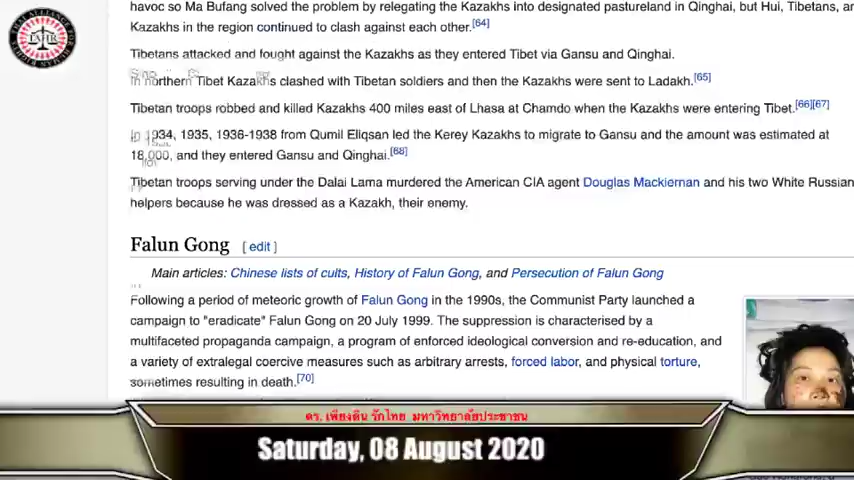 havoc so Ma Bufang solved the problem by relegating the Kazakhs into designated pastureland in Qinghai, but Hui, Tibetans, an
Kazakhs in the region continued to clash against each other.[64]
Tibetans attacked and fought against the Kazakhs as they entered Tibet via Gansu and Qinghai.
In northern Tibet Kazakhs clashed with Tibetan soldiers and then the Kazakhs were sent to Ladakh.[65]
Tibetan troops robbed and killed Kazakhs 400 miles east of Lhasa at Chamdo when the Kazakhs were entering Tibet.[66][67]
In 1934, 1935, 1936-1938 from Qumil Eliqsan led the Kerey Kazakhs to migrate to Gansu and the amount was estimated at
18,000, and they entered Gansu and Qinghai.[68]
Tibetan troops serving under the Dalai Lama murdered the American CIA agent Douglas Mackiernan and his two White Russian
helpers because he was dressed as a Kazakh, their enemy.
Falun Gong [ edit ]
Main articles: Chinese lists of cults, History of Falun Gong, and Persecution of Falun Gong
Following a period of meteoric growth of Falun Gong in the 1990s, the Communist Party launched a
campaign to "eradicate" Falun Gong on 20 July 1999. The suppression is characterised by a
multifaceted propaganda campaign, a program of enforced ideological conversion and re-education, and
a variety of extralegal coercive measures such as arbitrary arrests, forced labor, and physical torture,
sometimes resulting in death.[70]
ดร. เพียงดิน รักไทย มหาวิทยาลัยประชาชน
Saturday, 08 August 2020
TAHR